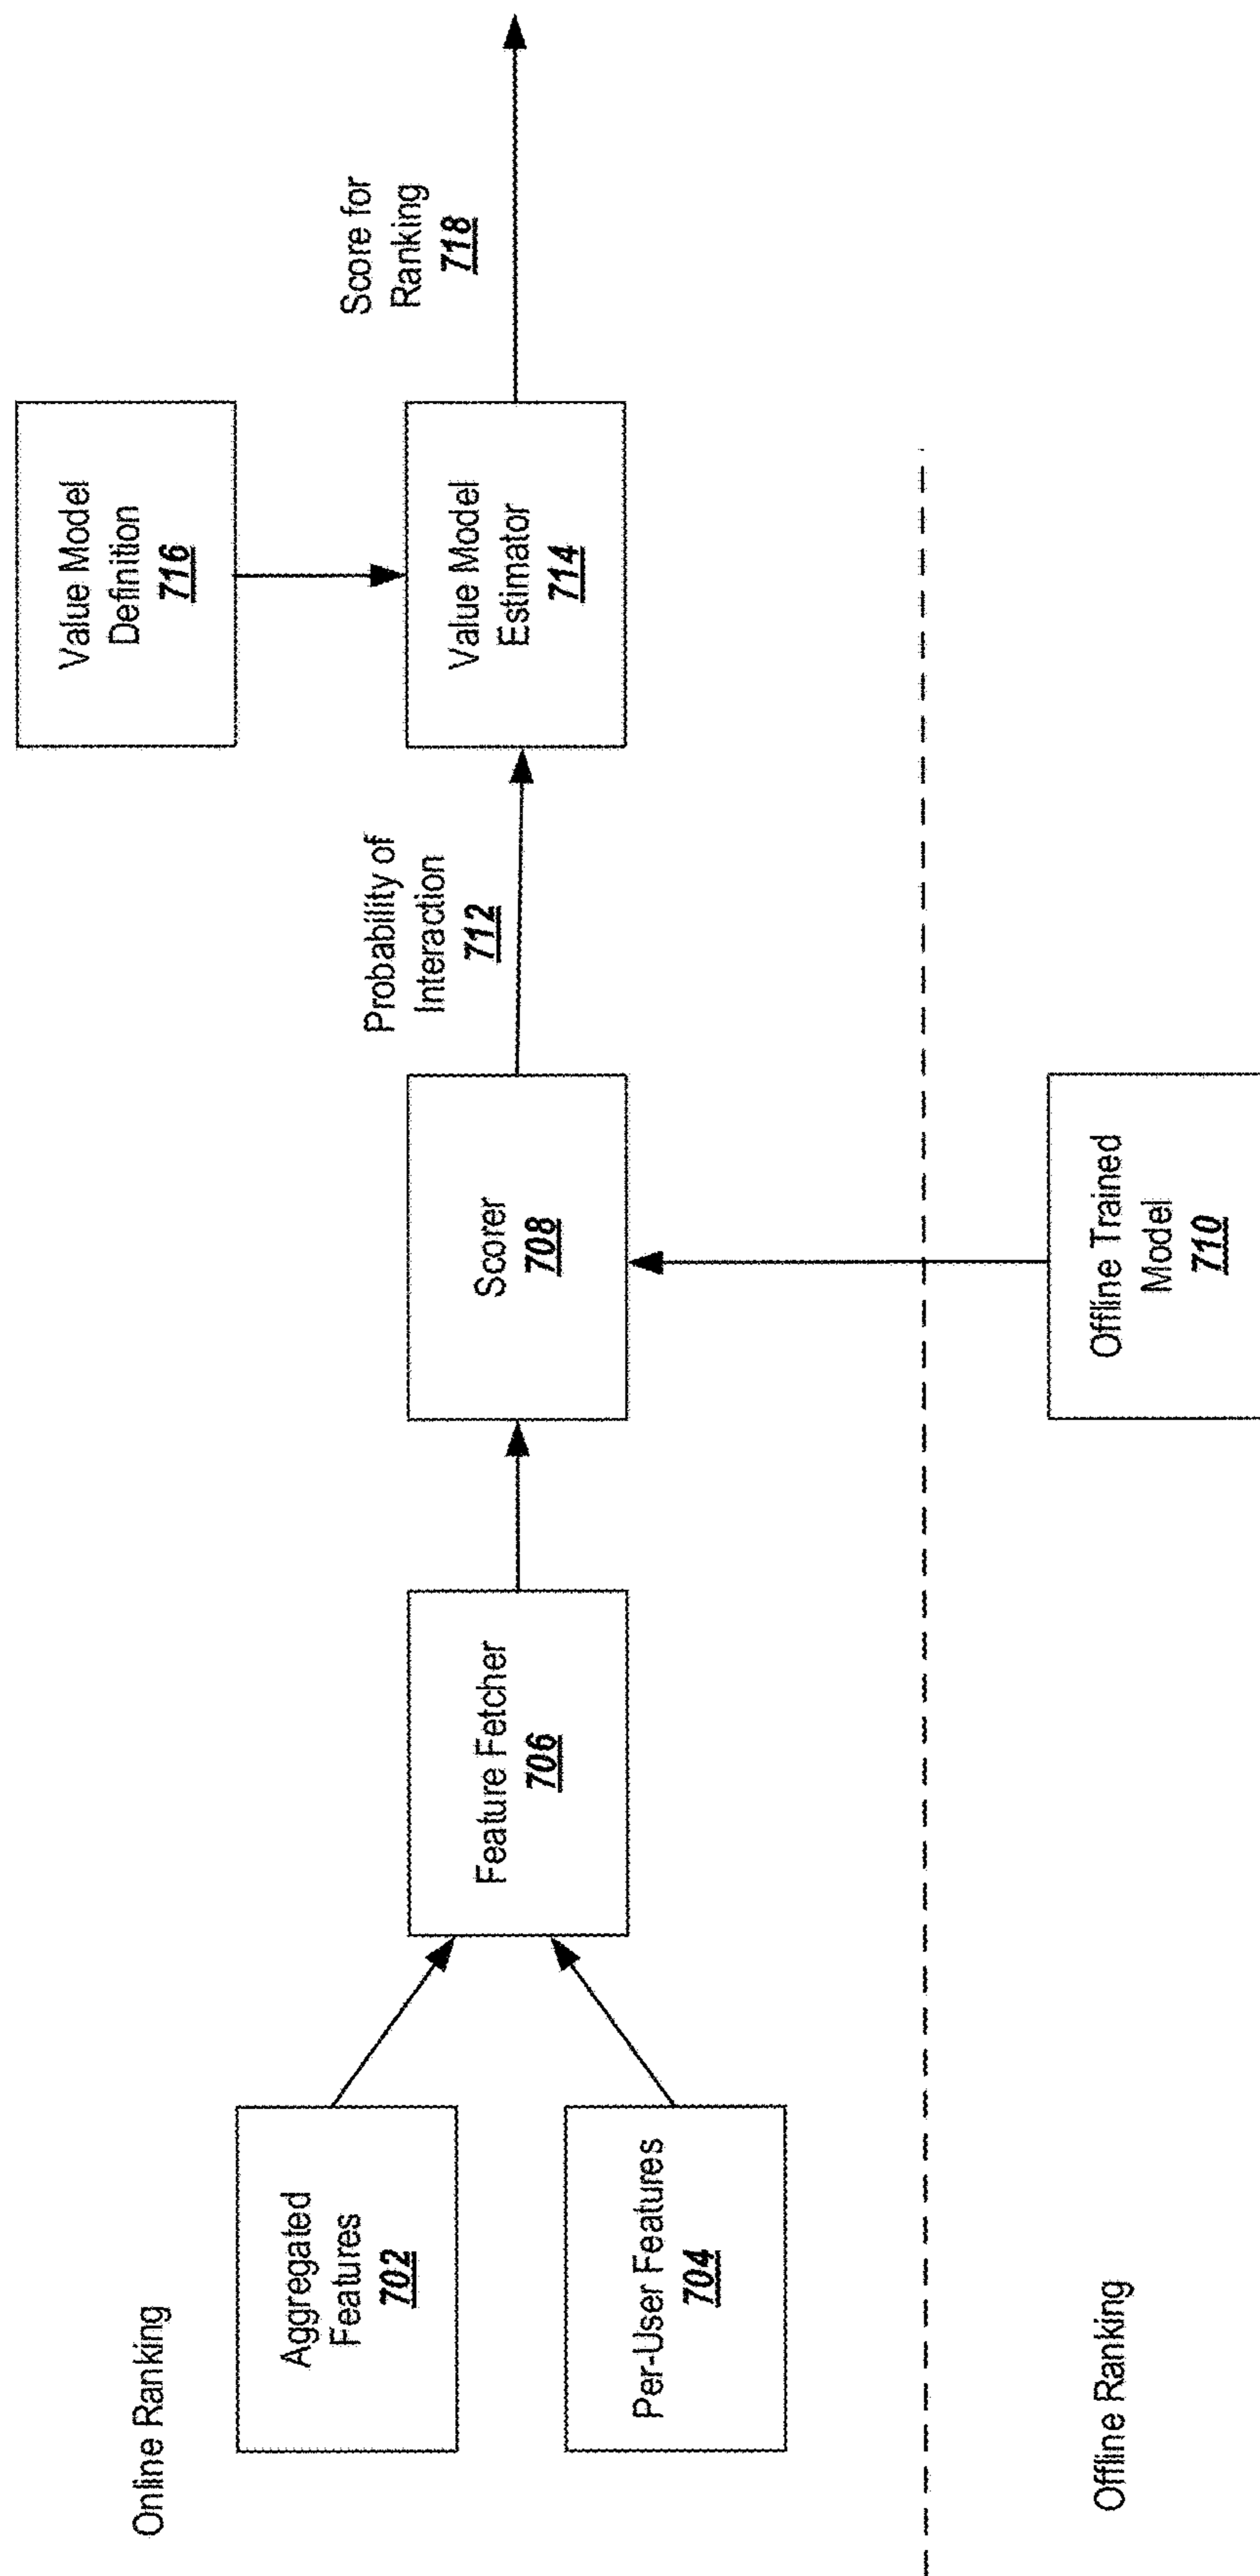 Online Ranking
Aggregated
Features
702
Per-User Features
704
Feature Fetcher
706
Scorer
708
Probability of
Interaction
712
Value Model
Definition
716
Value Model
Estimator
714
Score for
Ranking
718
Offline Ranking
Offline Trained
Model
710